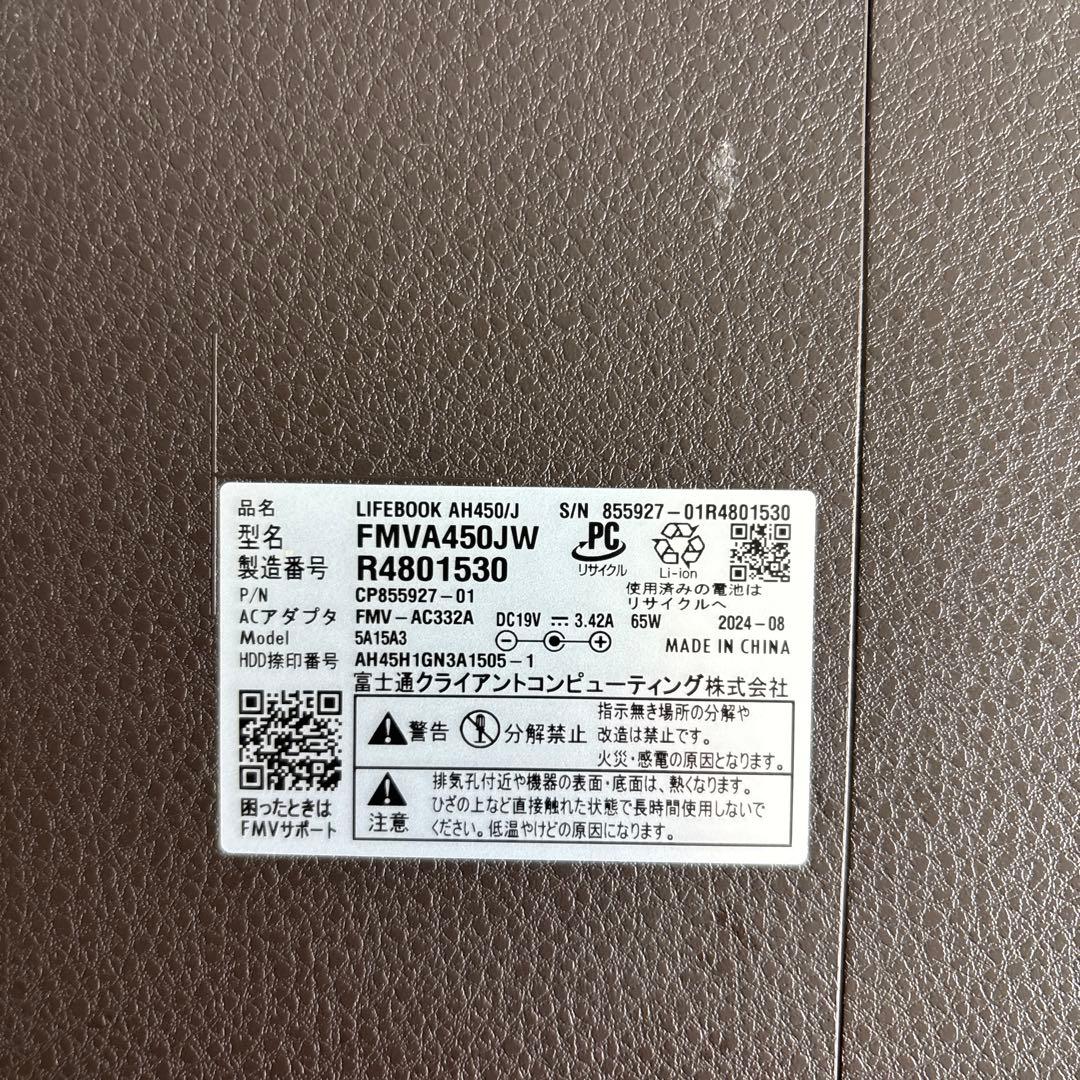 品名 LIFEBOOK AH450/J S/N 855927-01R4801530
型名 FMVA450JW
製造番号 R4801530
PC
リサイクル
Li-ion
使用済みの電池は
リサイクルへ
P/N CP855927-01
ACアダプタ FMV-AC332A DC19V 3.42A 65W 2024-08
Model 5A15A3
MADE IN CHINA
HDD捺印番号 AH45H1GN3A1505-1
富士通クライアントコンピューティング株式会社
警告 分解禁止
指示無き場所の分解や
改造は禁止です。
火災・感電の原因となります。
注意
排気孔付近や機器の表面・底面は、熱くなります。
ひざの上など直接触れた状態で長時間使用しないで
ください。低温やけどの原因になります。
困ったときは
FMVサポート